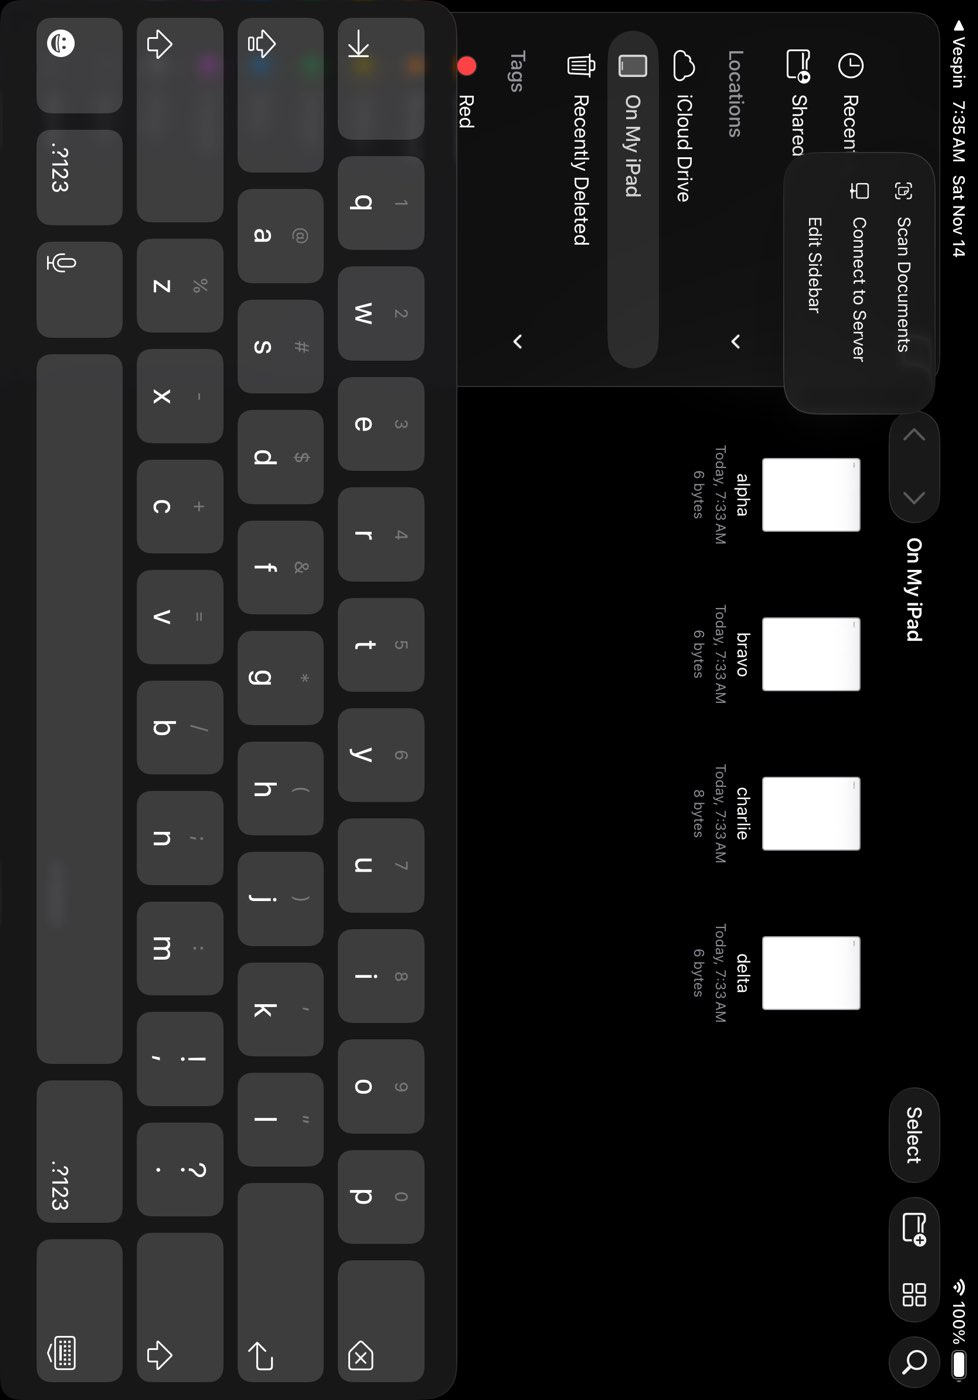 ◀ Vespin 7:35 AM Sat Nov 14
100%
Scan Documents
Connect to Server
Edit Sidebar
Shared
Locations
iCloud Drive
On My iPad
Recently Deleted
Tags
Red
On My iPad
Select
alpha
Today, 7:33 AM
6 bytes
bravo
Today, 7:33 AM
6 bytes
charlie
Today, 7:33 AM
8 bytes
delta
Today, 7:33 AM
6 bytes
1 2 3 4 5 6 7 8 9 0
q w e r t y u i o p
@ # $ & * ( ) ' "
a s d f g h j k l
% - + = / ; : ! ?
z x c v b n m , .
.?123 .?123